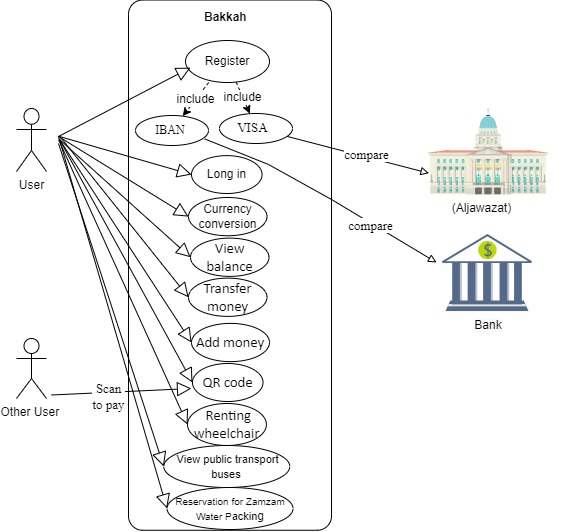 Bakkah
Register
include include
IBAN
VISA
compare
User
Long in
(Aljawazat)
Currency
conversion
compare
View
balance
$
Transfer
money
Bank
Add money
QR code
Scan
to pay
Other User
Renting
wheelchair
View public transport
buses
Reservation for Zamzam
Water Packing